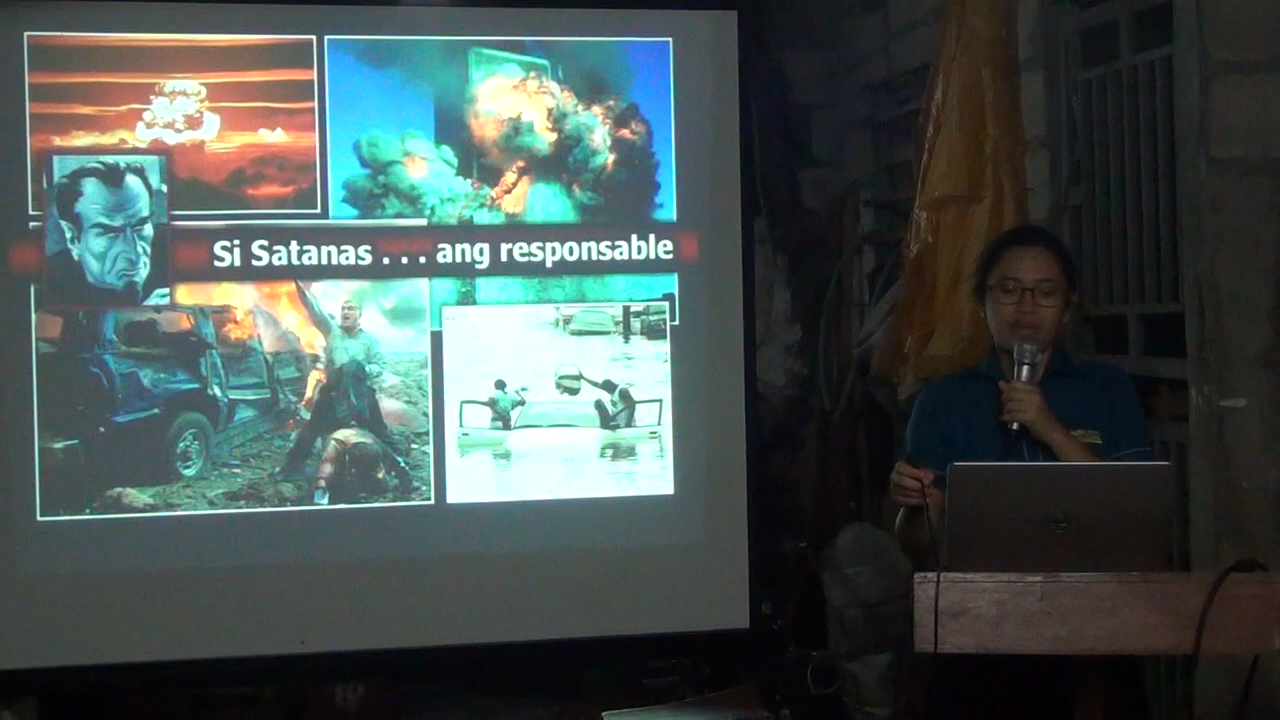 Si Satanas . . . ang responsable